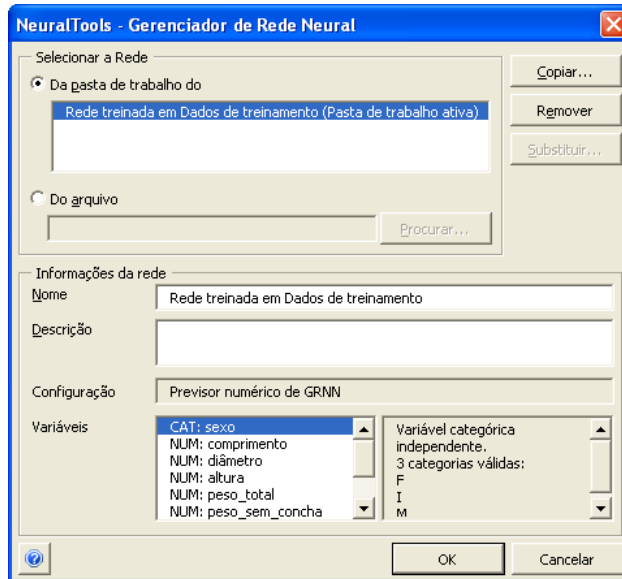 NeuralTools - Gerenciador de Rede Neural
Selecionar a Rede
Da pasta de trabalho do
Rede treinada em Dados de treinamento (Pasta de trabalho ativa)
Do arquivo
Procurar...
Copiar...
Remover
Substituir...
Informações da rede
Nome
Rede treinada em Dados de treinamento
Descrição
Configuração
Previsor numérico de GRNN
Variáveis
CAT: sexo
NUM: comprimento
NUM: diâmetro
NUM: altura
NUM: peso_total
NUM: peso_sem_concha
Variável categórica
independente.
3 categorias válidas:
F
I
M
?
OK
Cancelar